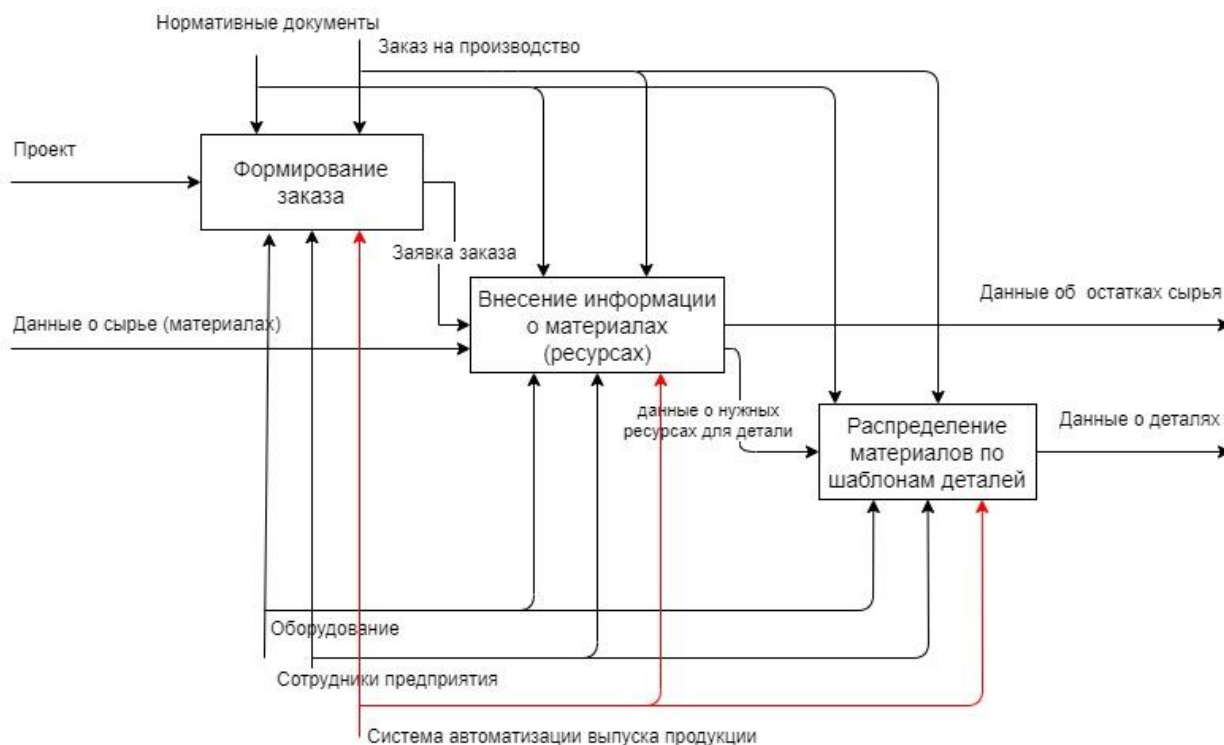 Нормативные документы
Заказ на производство
Проект
Формирование
заказа
Заявка заказа
Данные о сырье (материалах)
Внесение информации
о материалах
(ресурсах)
Данные об остатках сырья
данные о нужных
ресурсах для детали
Распределение
материалов по
шаблонам деталей
Данные о деталях
Оборудование
Сотрудники предприятия
Система автоматизации выпуска продукции